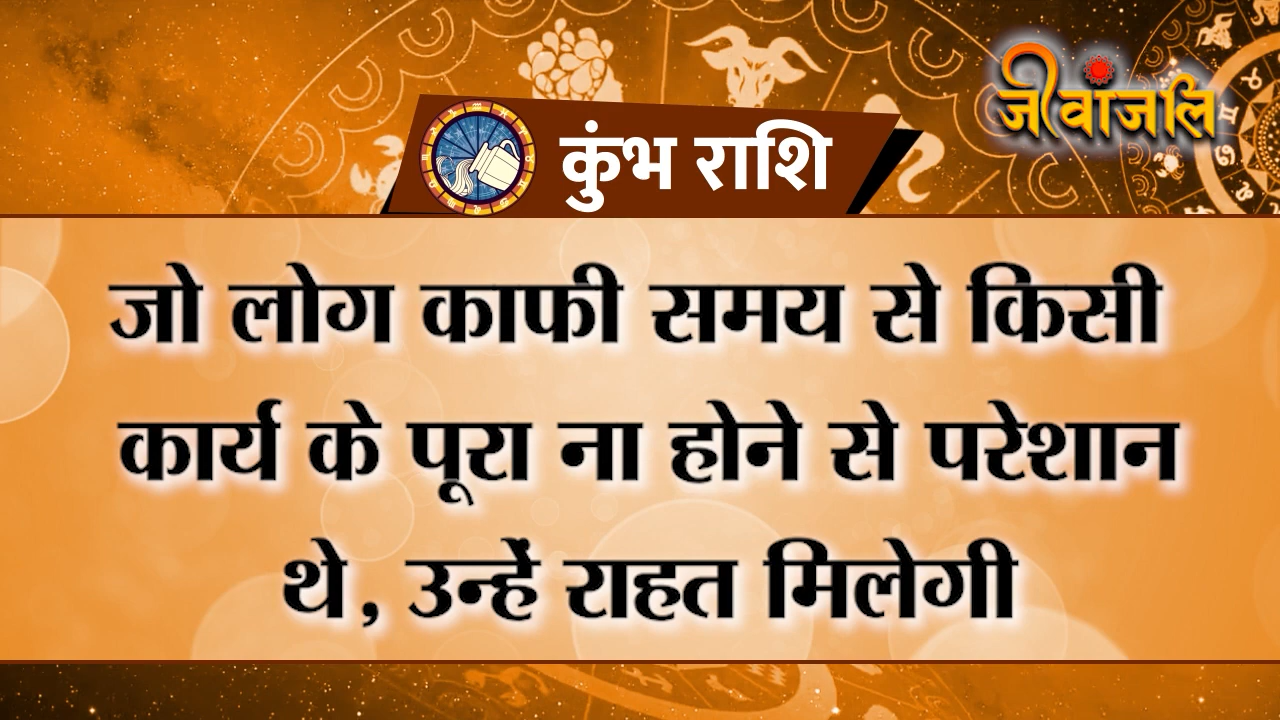 जीवांजलि
कुंभ राशि
जो लोग काफी समय से किसी
कार्य के पूरा ना होने से परेशान
थे, उन्हें राहत मिलेगी